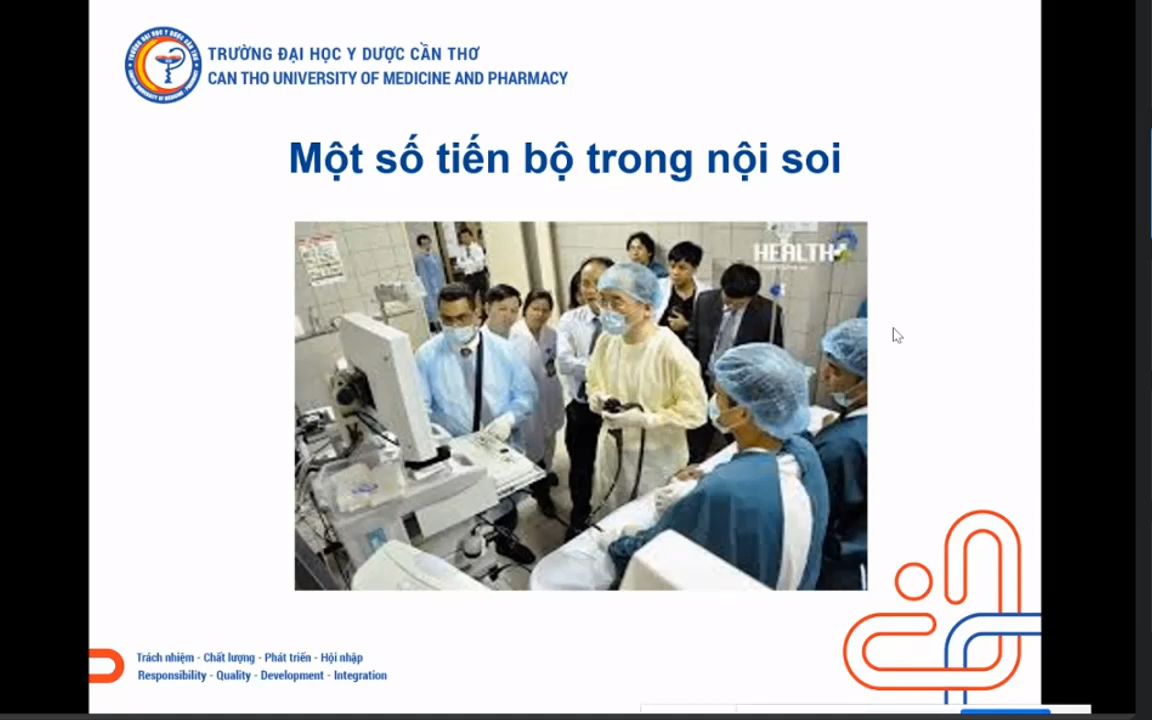 TRƯỜNG ĐẠI HỌC Y DƯỢC CẦN THƠ
CAN THO UNIVERSITY OF MEDICINE AND PHARMACY
Một số tiến bộ trong nội soi
HEALTH+
Trách nhiệm - Chất lượng - Phát triển - Hội nhập
Responsibility - Quality - Development - Integration